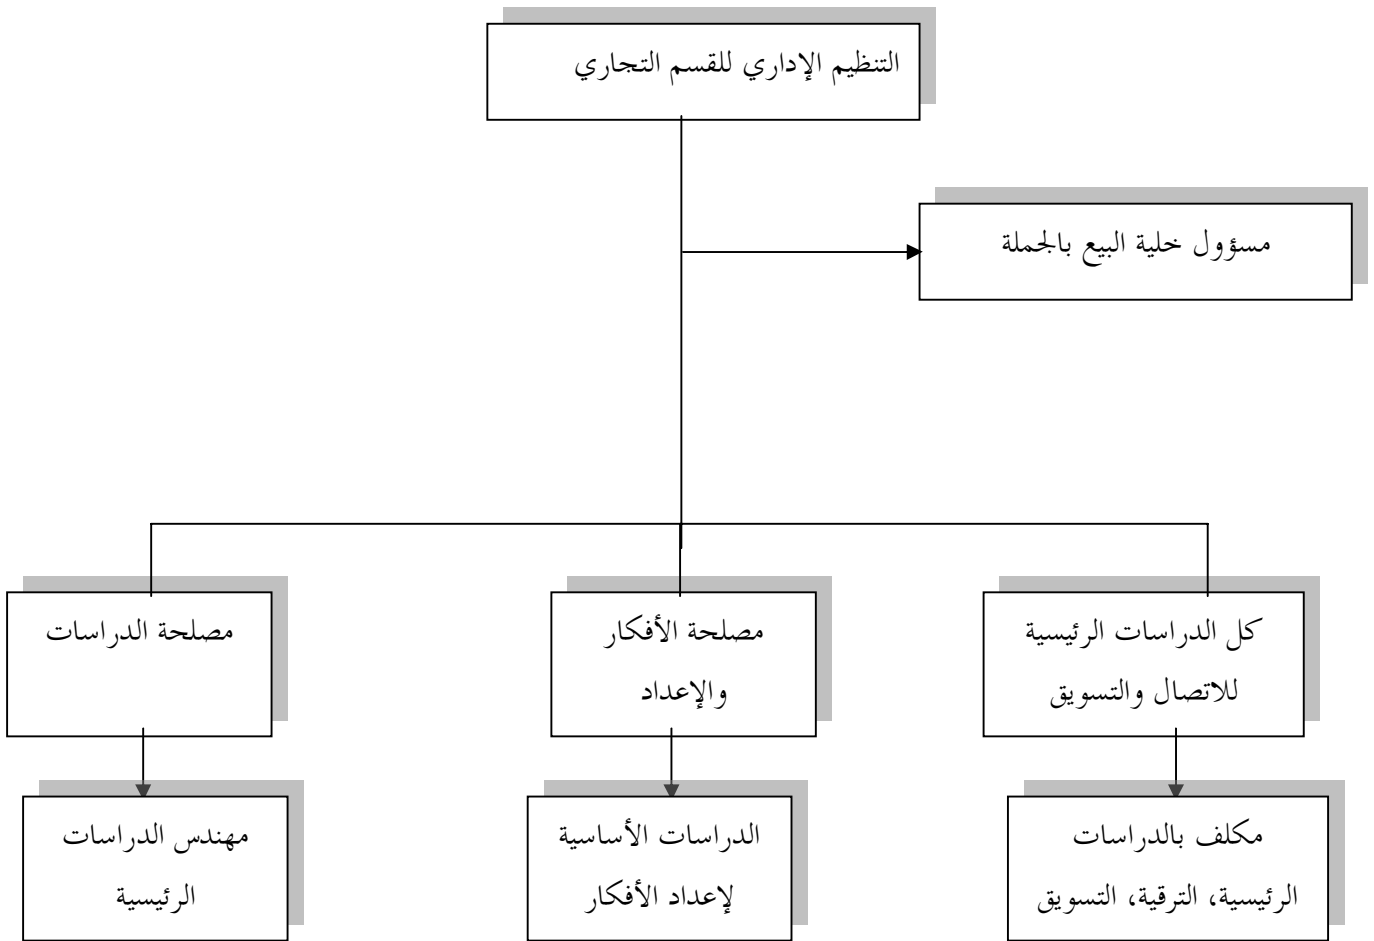 التنظيم الإداري للقسم التجاري
مسؤول خلية البيع بالجملة
كل الدراسات الرئيسية
للاتصال والتسويق
مصلحة الأفكار
والإعداد
مصلحة الدراسات
مكلف بالدراسات
الرئيسية، الترقية، التسويق
الدراسات الأساسية
لإعداد الأفكار
مهندس الدراسات
الرئيسية